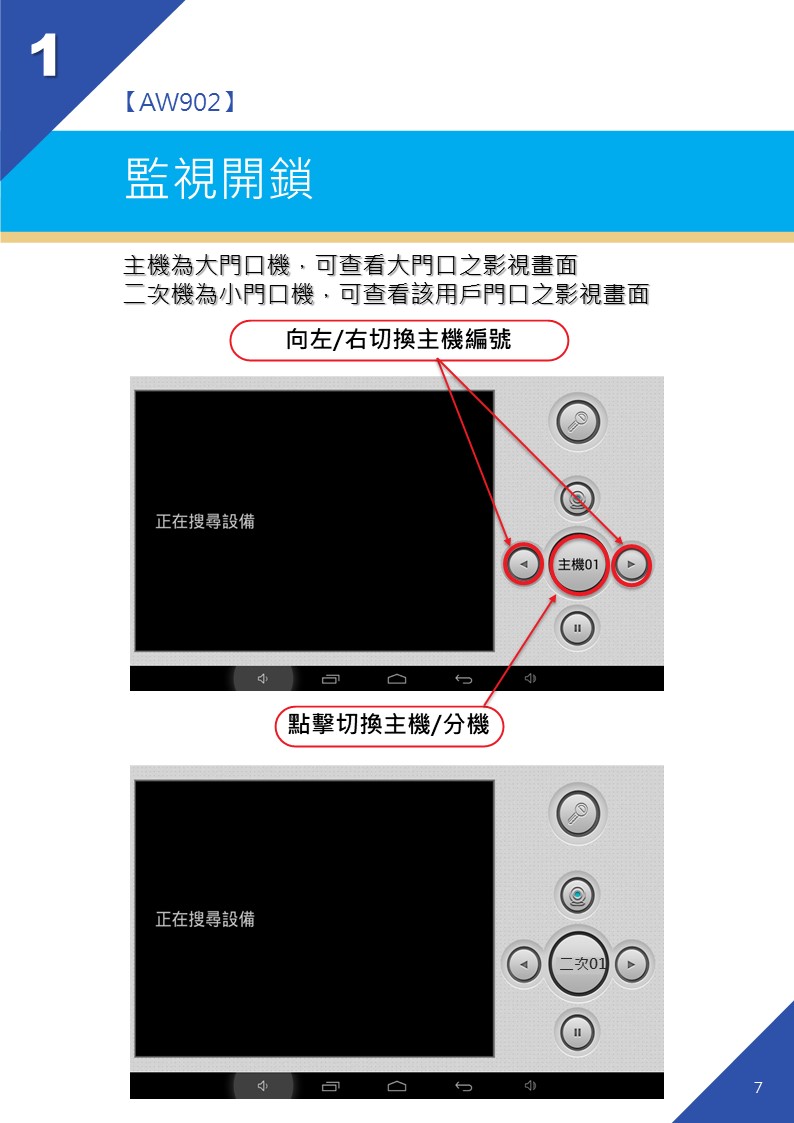 1
【AW902】
監視開鎖
主機為大門口機，可查看大門口之影視畫面
二次機為小門口機，可查看該用戶門口之影視畫面
向左/右切換主機編號
正在搜尋設備
主機01
點擊切換主機/分機
正在搜尋設備
二次01
7